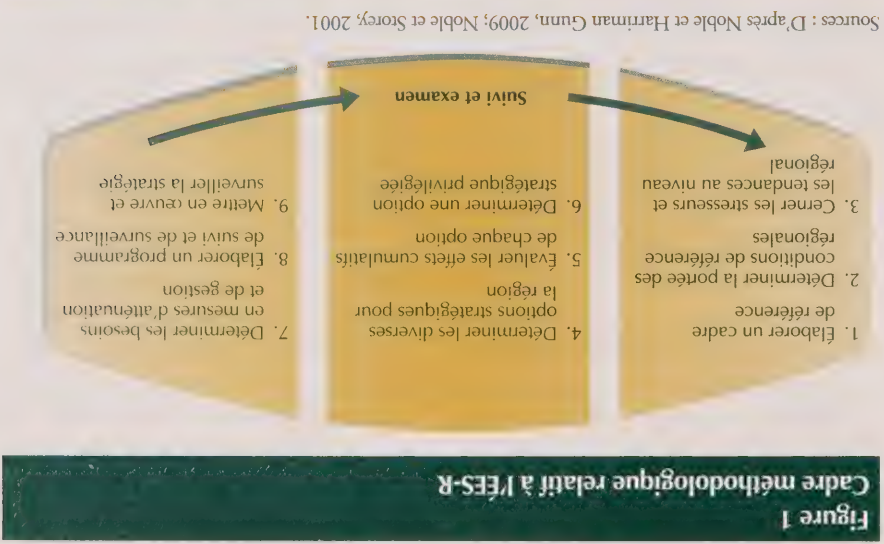 Figure 1
Cadre méthodologique relatif à l'ÉES-R
1. Élaborer un cadre
de référence
2. Déterminer la portée des
conditions de référence
régionales
3. Cerner les stresseurs et
les tendances au niveau
régional
4. Déterminer les diverses
options stratégiques pour
la région
5. Évaluer les effets cumulatifs
de chaque option
6. Déterminer une option
stratégique privilégiée
7. Déterminer les besoins
en mesures d'atténuation
et de gestion
8. Élaborer un programme
de suivi et de surveillance
9. Mettre en œuvre et
surveiller la stratégie
Suivi et examen
Sources : D'après Noble et Harriman Gunn, 2009; Noble et Storey, 2001.